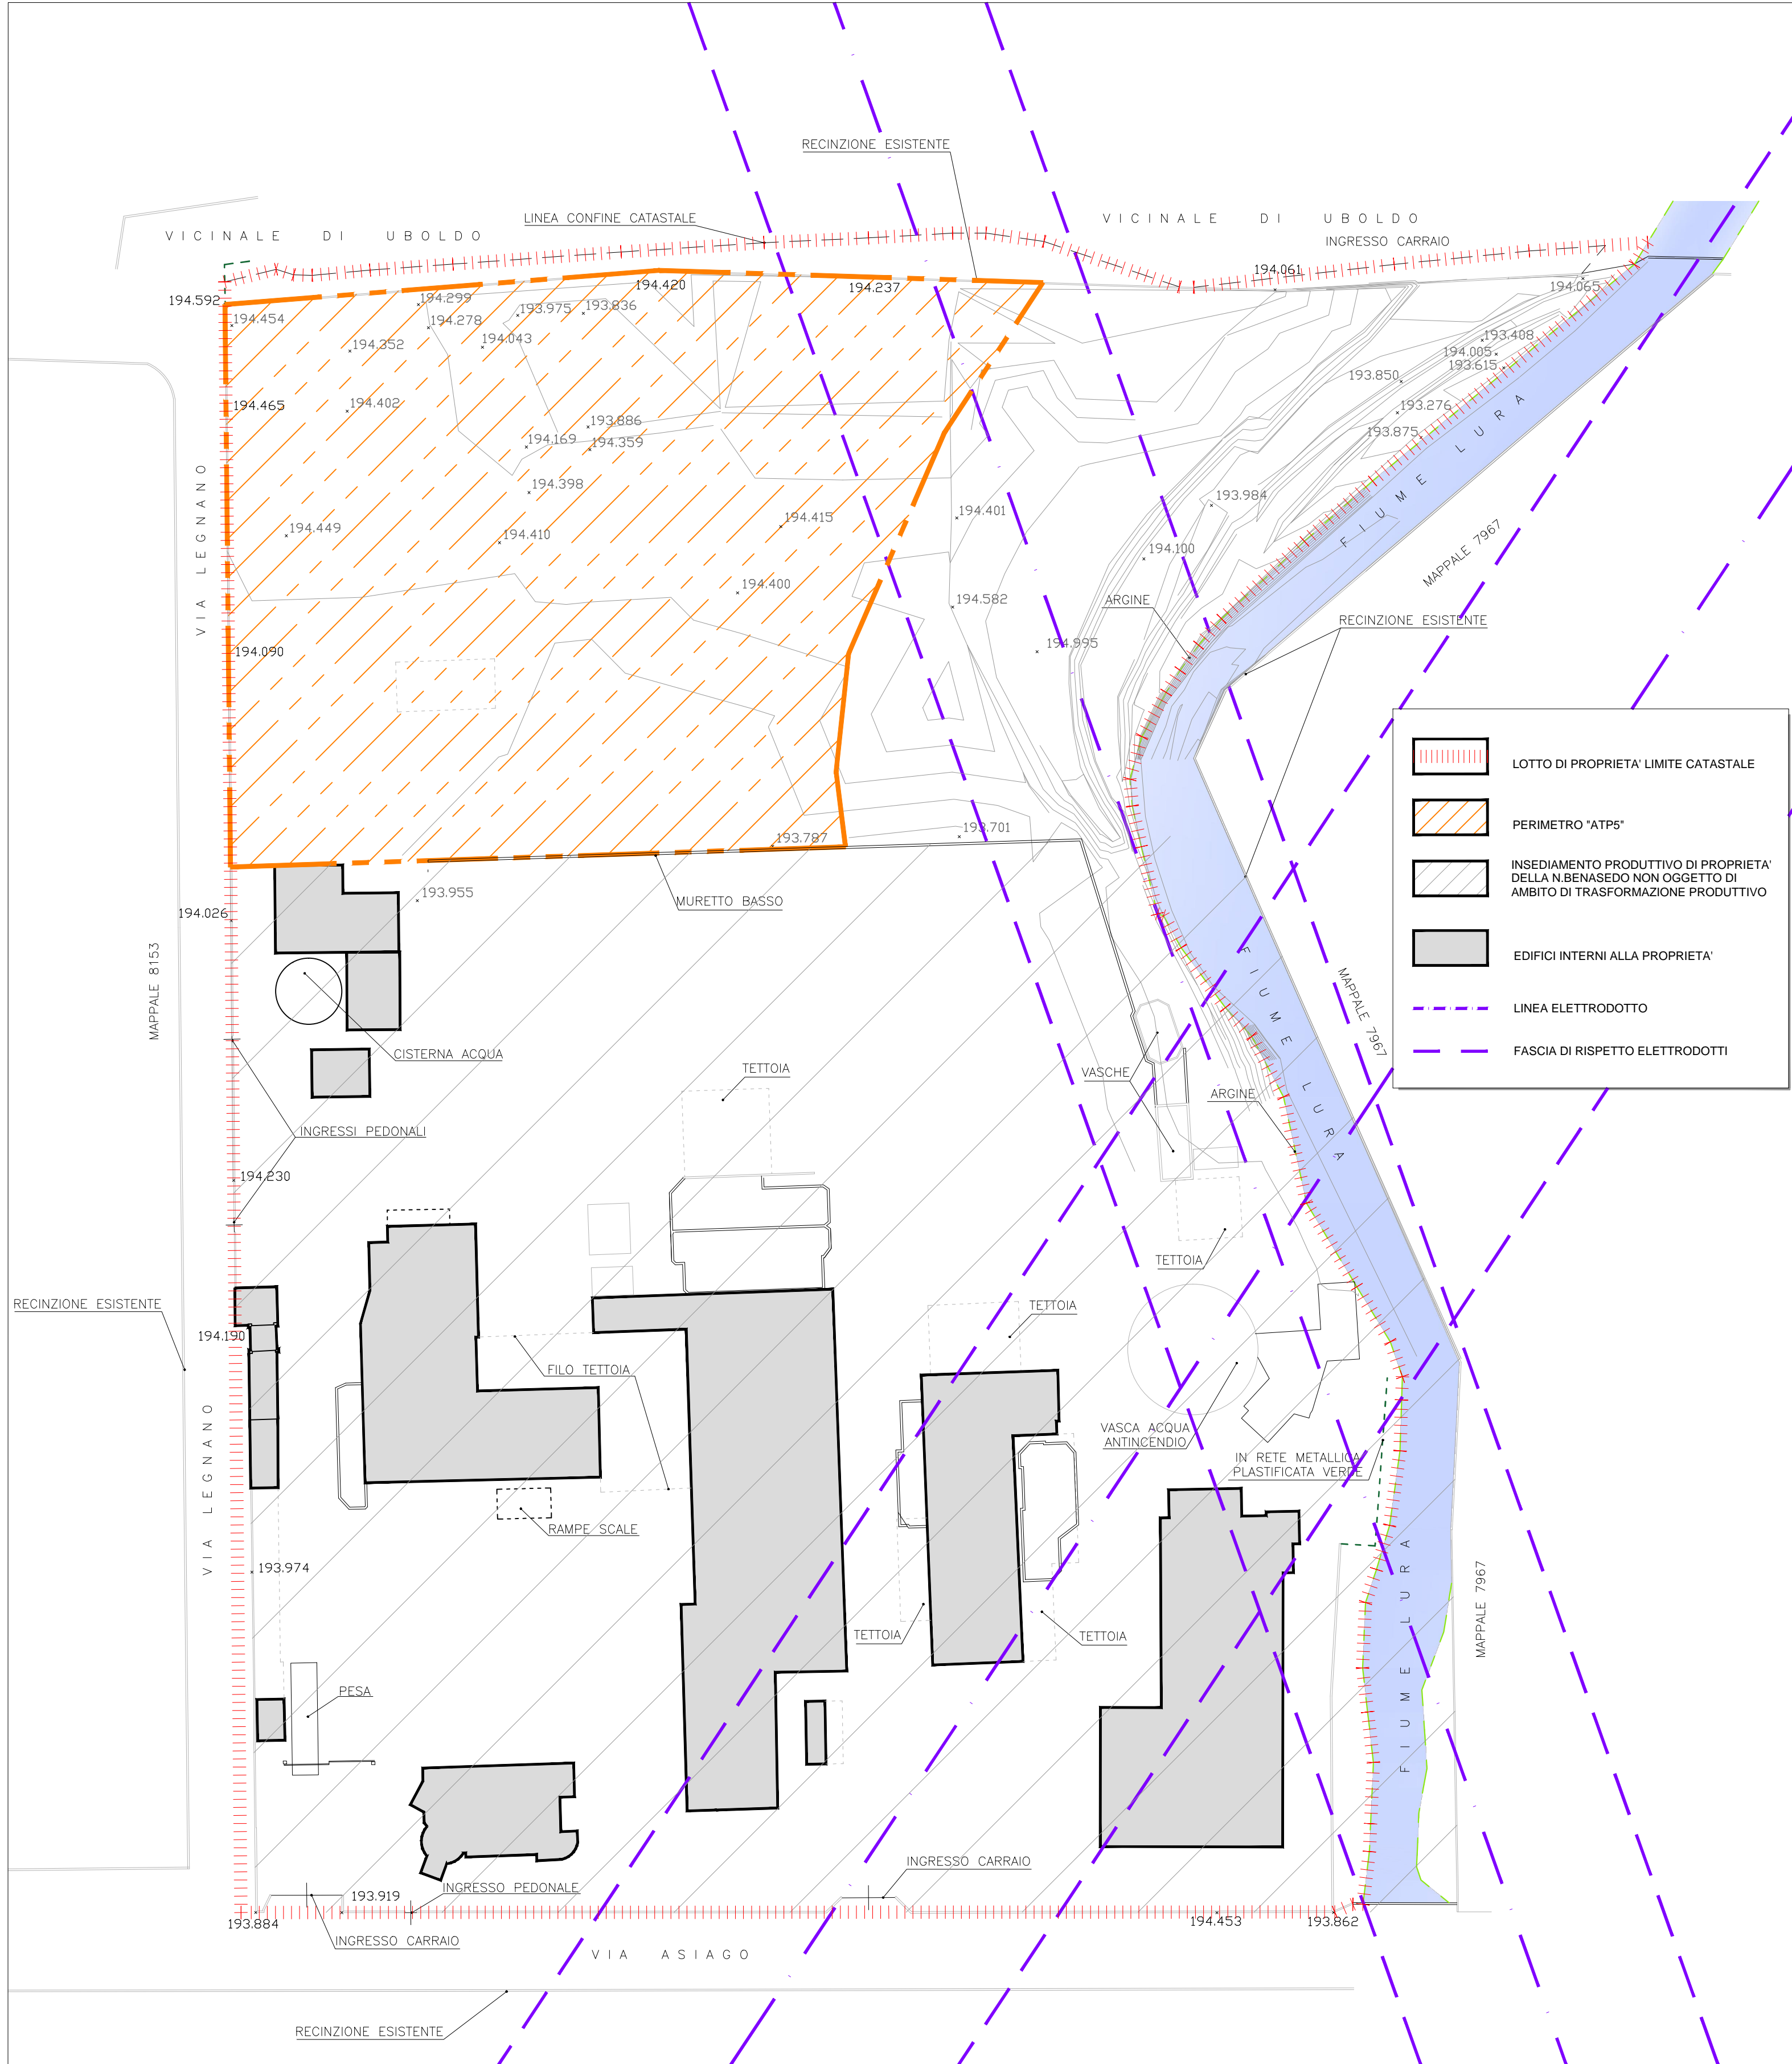 RECINZIONE ESISTENTE
LINEA CONFINE CATASTALE
VICINALE DI UBOLDO
VICINALE DI UBOLDO
INGRESSO CARRAIO
194.061
194.065
194.592
194.454
194.299
194.278
193.975
193.836
194.420
194.237
194.352
194.043
193.408
194.005
193.615
193.850
194.465
194.402
193.886
193.276
193.875
194.169
194.359
FIUME LURA
194.398
193.984
VIA LEGNANO
194.449
194.410
194.415
194.401
194.100
MAPPALE 7967
194.400
194.582
ARGINE
RECINZIONE ESISTENTE
194.090
194.995
LOTTO DI PROPRIETA' LIMITE CATASTALE
PERIMETRO "ATP5"
INSEDIAMENTO PRODUTTIVO DI PROPRIETA'
DELLA N.BENASEDO NON OGGETTO DI
AMBITO DI TRASFORMAZIONE PRODUTTIVO
EDIFICI INTERNI ALLA PROPRIETA'
LINEA ELETTRODOTTO
FASCIA DI RISPETTO ELETTRODOTTI
193.787
193.701
193.955
MURETTO BASSO
194.026
MAPPALE 8153
CISTERNA ACQUA
FIUME LURA
MAPPALE 7967
TETTOIA
VASCHE
ARGINE
INGRESSI PEDONALI
194.230
TETTOIA
RECINZIONE ESISTENTE
194.190
TETTOIA
FILO TETTOIA
VASCA ACQUA
ANTINCENDIO
IN RETE METALLICA
PLASTIFICATA VERDE
VIA LEGNANO
RAMPE SCALE
193.974
FIUME LURA
MAPPALE 7967
TETTOIA
TETTOIA
PESA
INGRESSO CARRAIO
INGRESSO PEDONALE
193.919
193.884
194.453
193.862
INGRESSO CARRAIO
VIA ASIAGO
RECINZIONE ESISTENTE